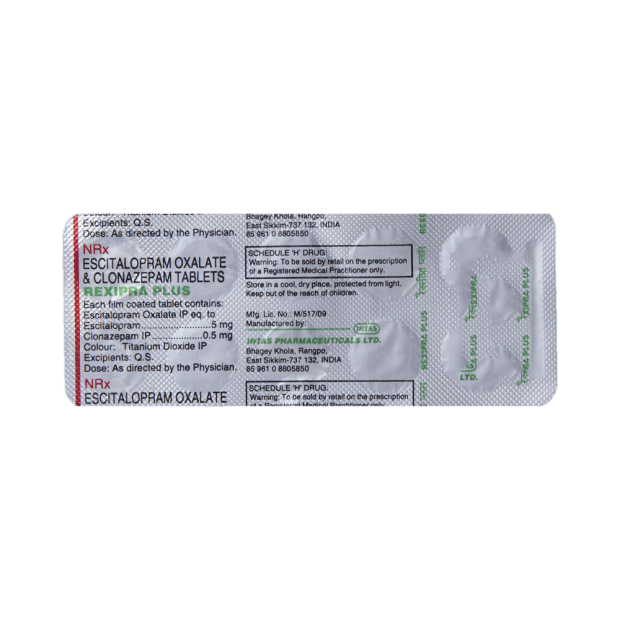 Excipients: Q.S.
Dose: As directed by the Physician.
NRx
ESCITALOPRAM OXALATE
& CLONAZEPAM TABLETS
REXIPRA PLUS
Each film coated tablet contains:
Escitalopram Oxalate IP eq. to
Escitalopram.......................5 mg
Clonazepam IP.................0.5 mg
Colour: Titanium Dioxide IP
Excipients: Q.S.
Dose: As directed by the Physician.
NRx
ESCITALOPRAM OXALATE
Bhagey Khola, Rangpo,
East Sikkim-737 132, INDIA
85 961 0 8805850
SCHEDULE 'H' DRUG:
Warning: To be sold by retail on the prescription
of a Registered Medical Practitioner only.
Store in a cool, dry place, protected from light.
Keep out of the reach of children.
Mfg. Lic. No.: M/517/09
Manufactured by:
INTAS
INTAS PHARMACEUTICALS LTD.
Bhagey Khola, Rangpo,
East Sikkim-737 132, INDIA
85 961 0 8805850
SCHEDULE 'H' DRUG:
Warning: To be sold by retail on the prescription
of a Registered Medical Practitioner only.
REXIPRA PLUS
REXIPRA
PLUS
LTD.
A PLUS
REXIPRA PLUS